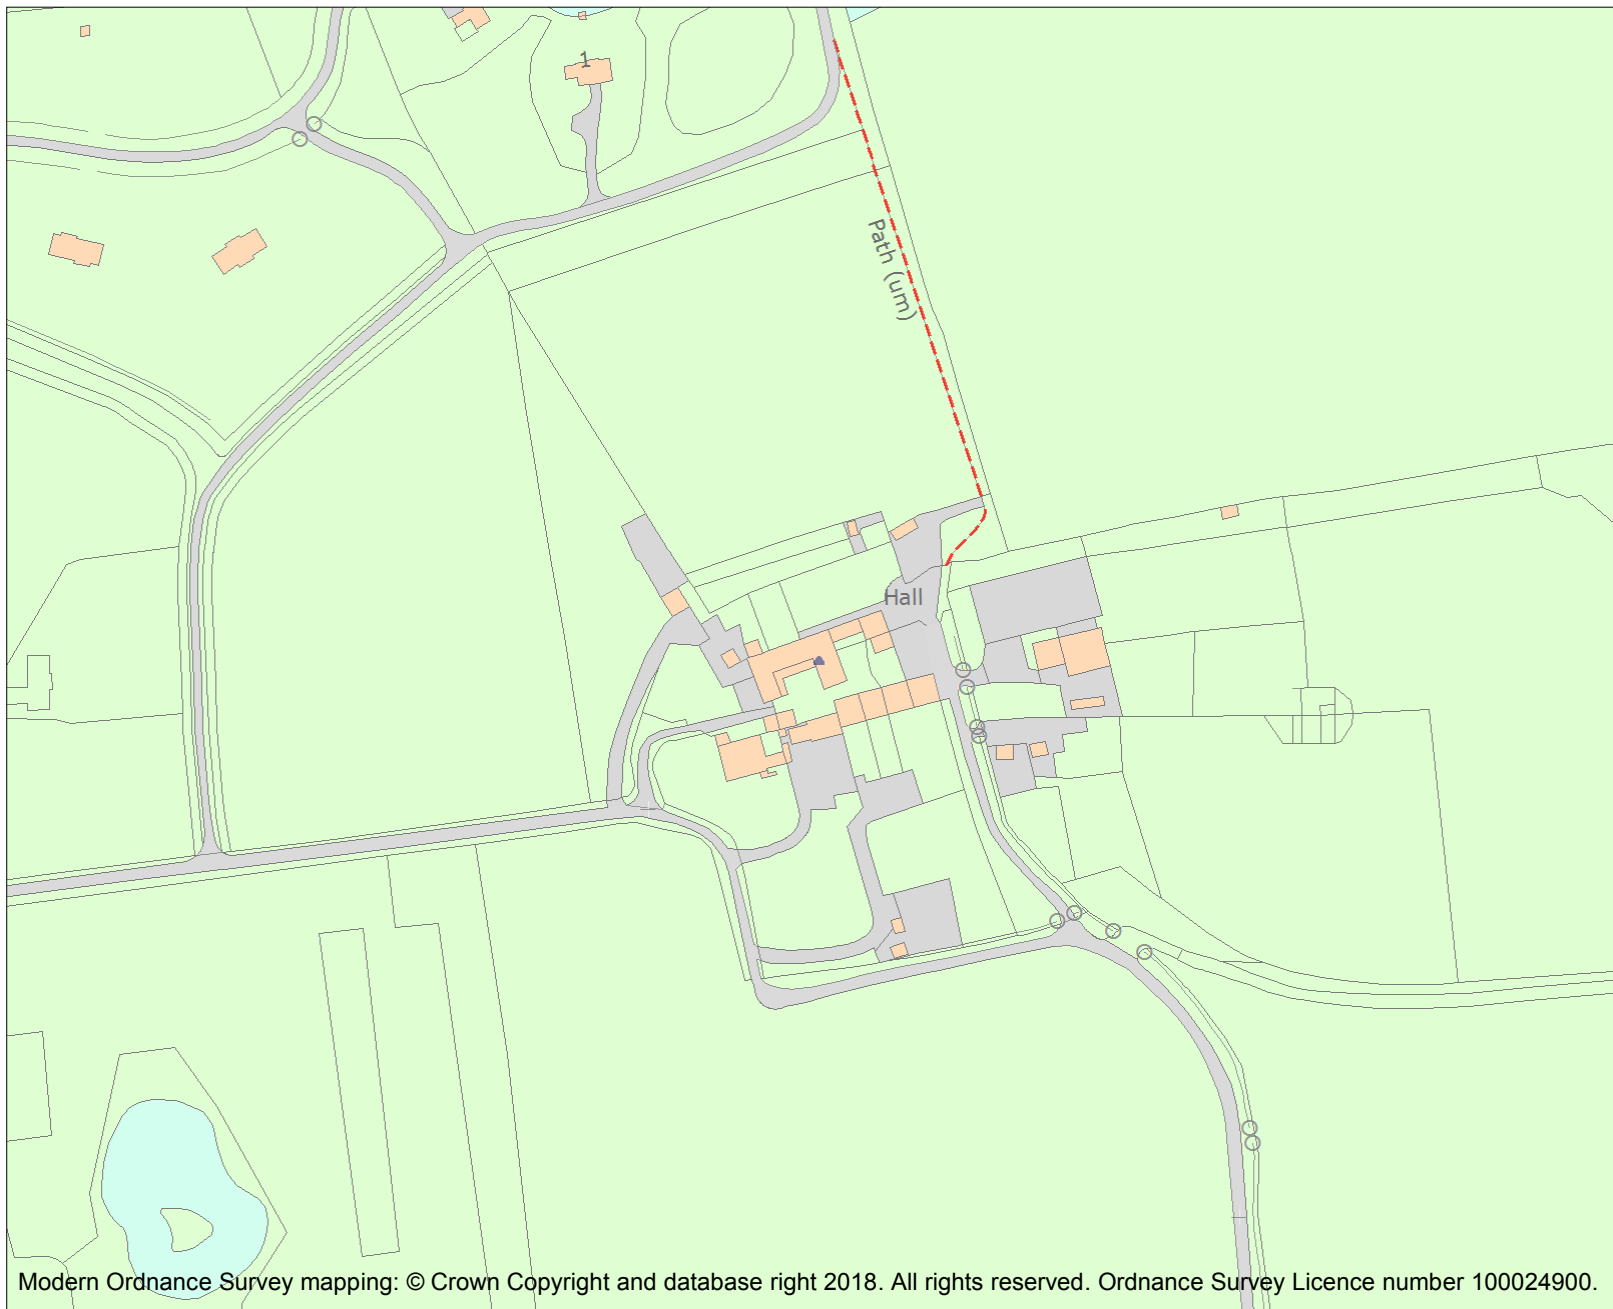 1
Path (um)
Hall
Modern Ordnance Survey mapping: © Crown Copyright and database right 2018. All rights reserved. Ordnance Survey Licence number 100024900.